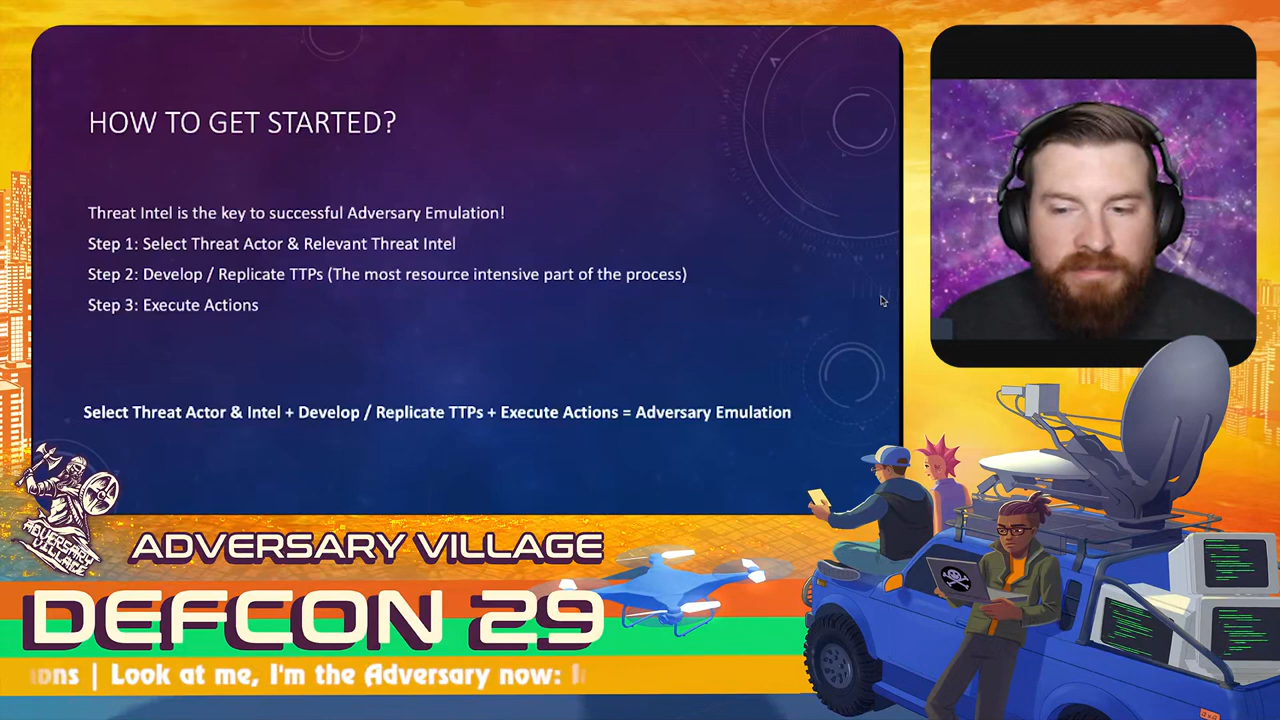 HOW TO GET STARTED?
Threat Intel is the key to successful Adversary Emulation!
Step 1: Select Threat Actor & Relevant Threat Intel
Step 2: Develop / Replicate TTPs (The most resource intensive part of the process)
Step 3: Execute Actions
Select Threat Actor & Intel + Develop / Replicate TTPs + Execute Actions = Adversary Emulation
ADVERSARY
VILLAGE
ADVERSARY VILLAGE
DEFCON 29
| Look at me, I'm the Adversary now: